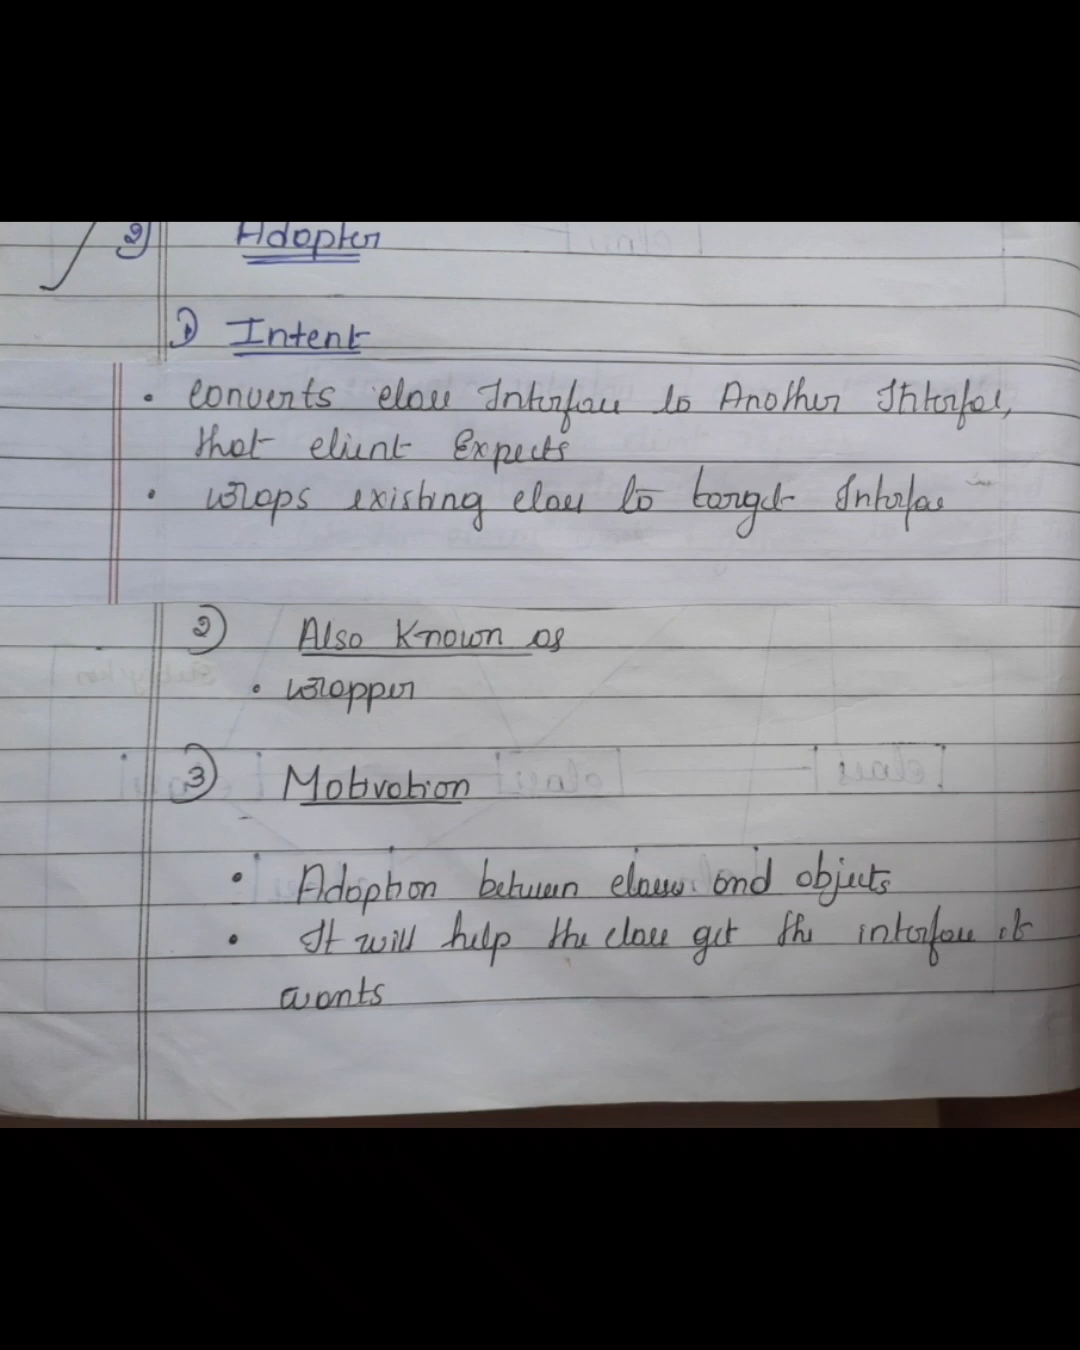 2) Adapter
1) Intent
• converts class Interface to Another Interface,
that client Expects
• wraps existing class to target Interface
2) Also Known as
• wrapper
3) Motivation
• Adaption between classes and objects
• It will help the class get the interface it
wants